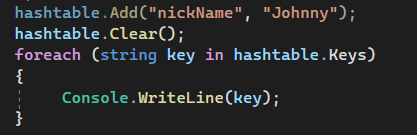 hashtable.Add("nickName", "Johnny");
hashtable.Clear();
foreach (string key in hashtable.Keys)
{
    Console.WriteLine(key);
}